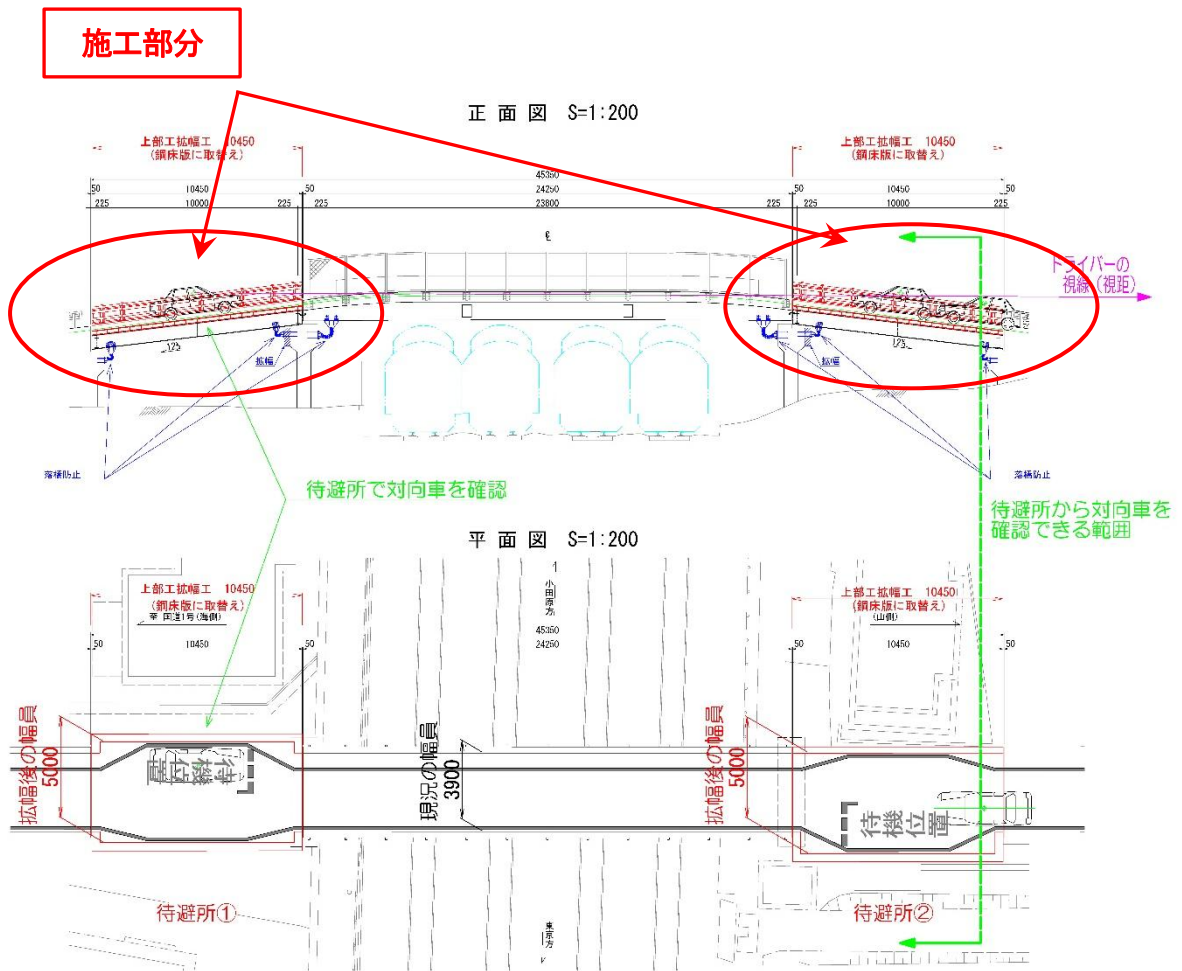 施工部分
正 面 図 S=1:200
上部工拡幅工 10450
(鋼床版に取替え)
上部工拡幅工 10450
(鋼床版に取替え)
45350
50 10450 50 24250 50 10450 50
225 10000 225 225 23800 225 225 10000 225
ドライバーの
視線(視距)
拡幅
拡幅
落橋防止
落橋防止
待避所で対向車を確認
待避所から対向車を
確認できる範囲
平 面 図 S=1:200
上部工拡幅工 10450
(鋼床版に取替え)
至 国道1号(海側)
50 10450 50
小田原方
45350
24250
上部工拡幅工 10450
(鋼床版に取替え)
(山側)
50 10450 50
拡幅後の幅員
5000
待機
位置
現況の幅員
3900
拡幅後の幅員
5000
待機位置
待避所①
東京方
待避所②